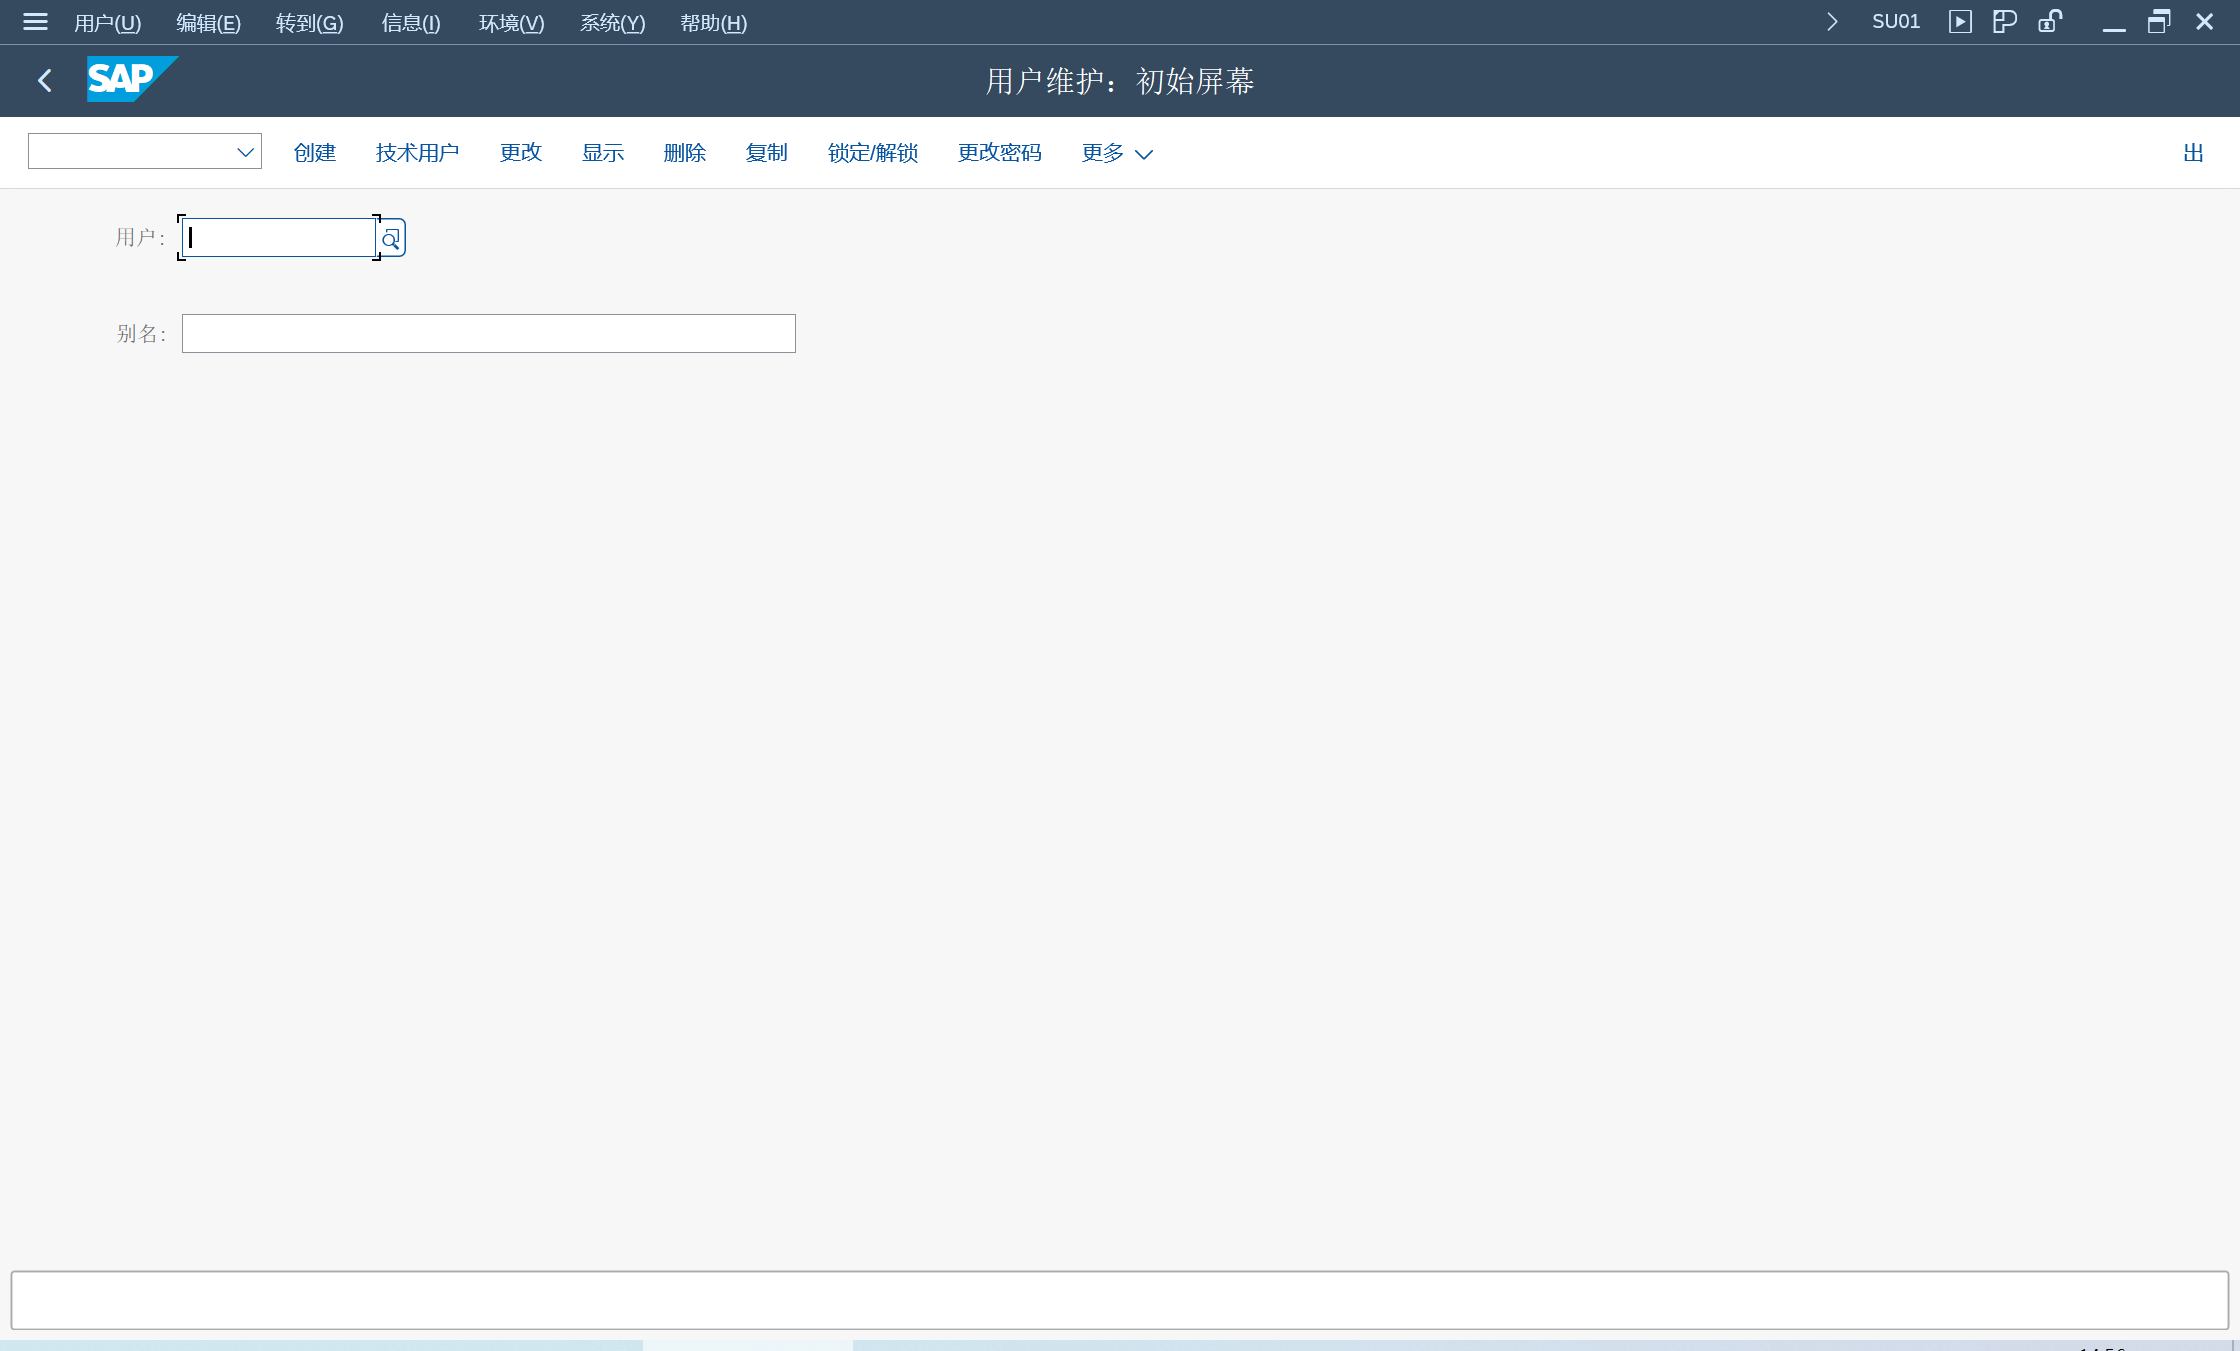 用户(U) 编辑(E) 转到(G) 信息(I) 环境(V) 系统(Y) 帮助(H) SU01
SAP 用户维护：初始屏幕
创建 技术用户 更改 显示 删除 复制 锁定/解锁 更改密码 更多 出
用户：
别名：